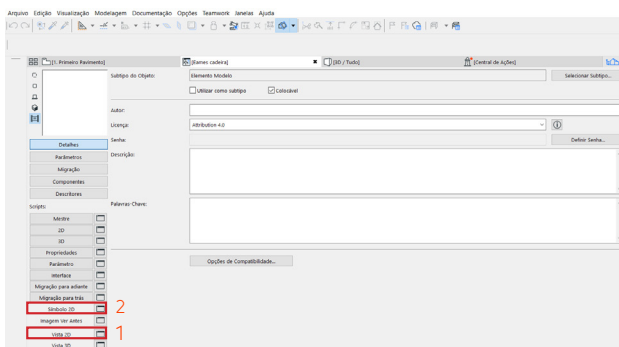 Arquivo Edição Visualização Modelagem Documentação Opções Teamwork Janelas Ajuda
[1. Primeiro Pavimento] [Eames cadeira] [3D / Tudo] [Central de Ações]
Subtipo do Objeto: Elemento Modelo Selecionar Subtipo...
Utilizar como subtipo Colocável
Autor:
Licença: Attribution 4.0
Detalhes Senha: Definir Senha...
Parâmetros Descrição:
Migração
Componentes
Descritores
Scripts: Palavras Chave:
Mestre
2D
3D
Propriedades
Parâmetro Opções de Compatibilidade...
Interface
Migração para adiante
Migração para trás
Símbolo 2D 2
Imagem Ver Antes
Vista 2D 1
Vista 3D